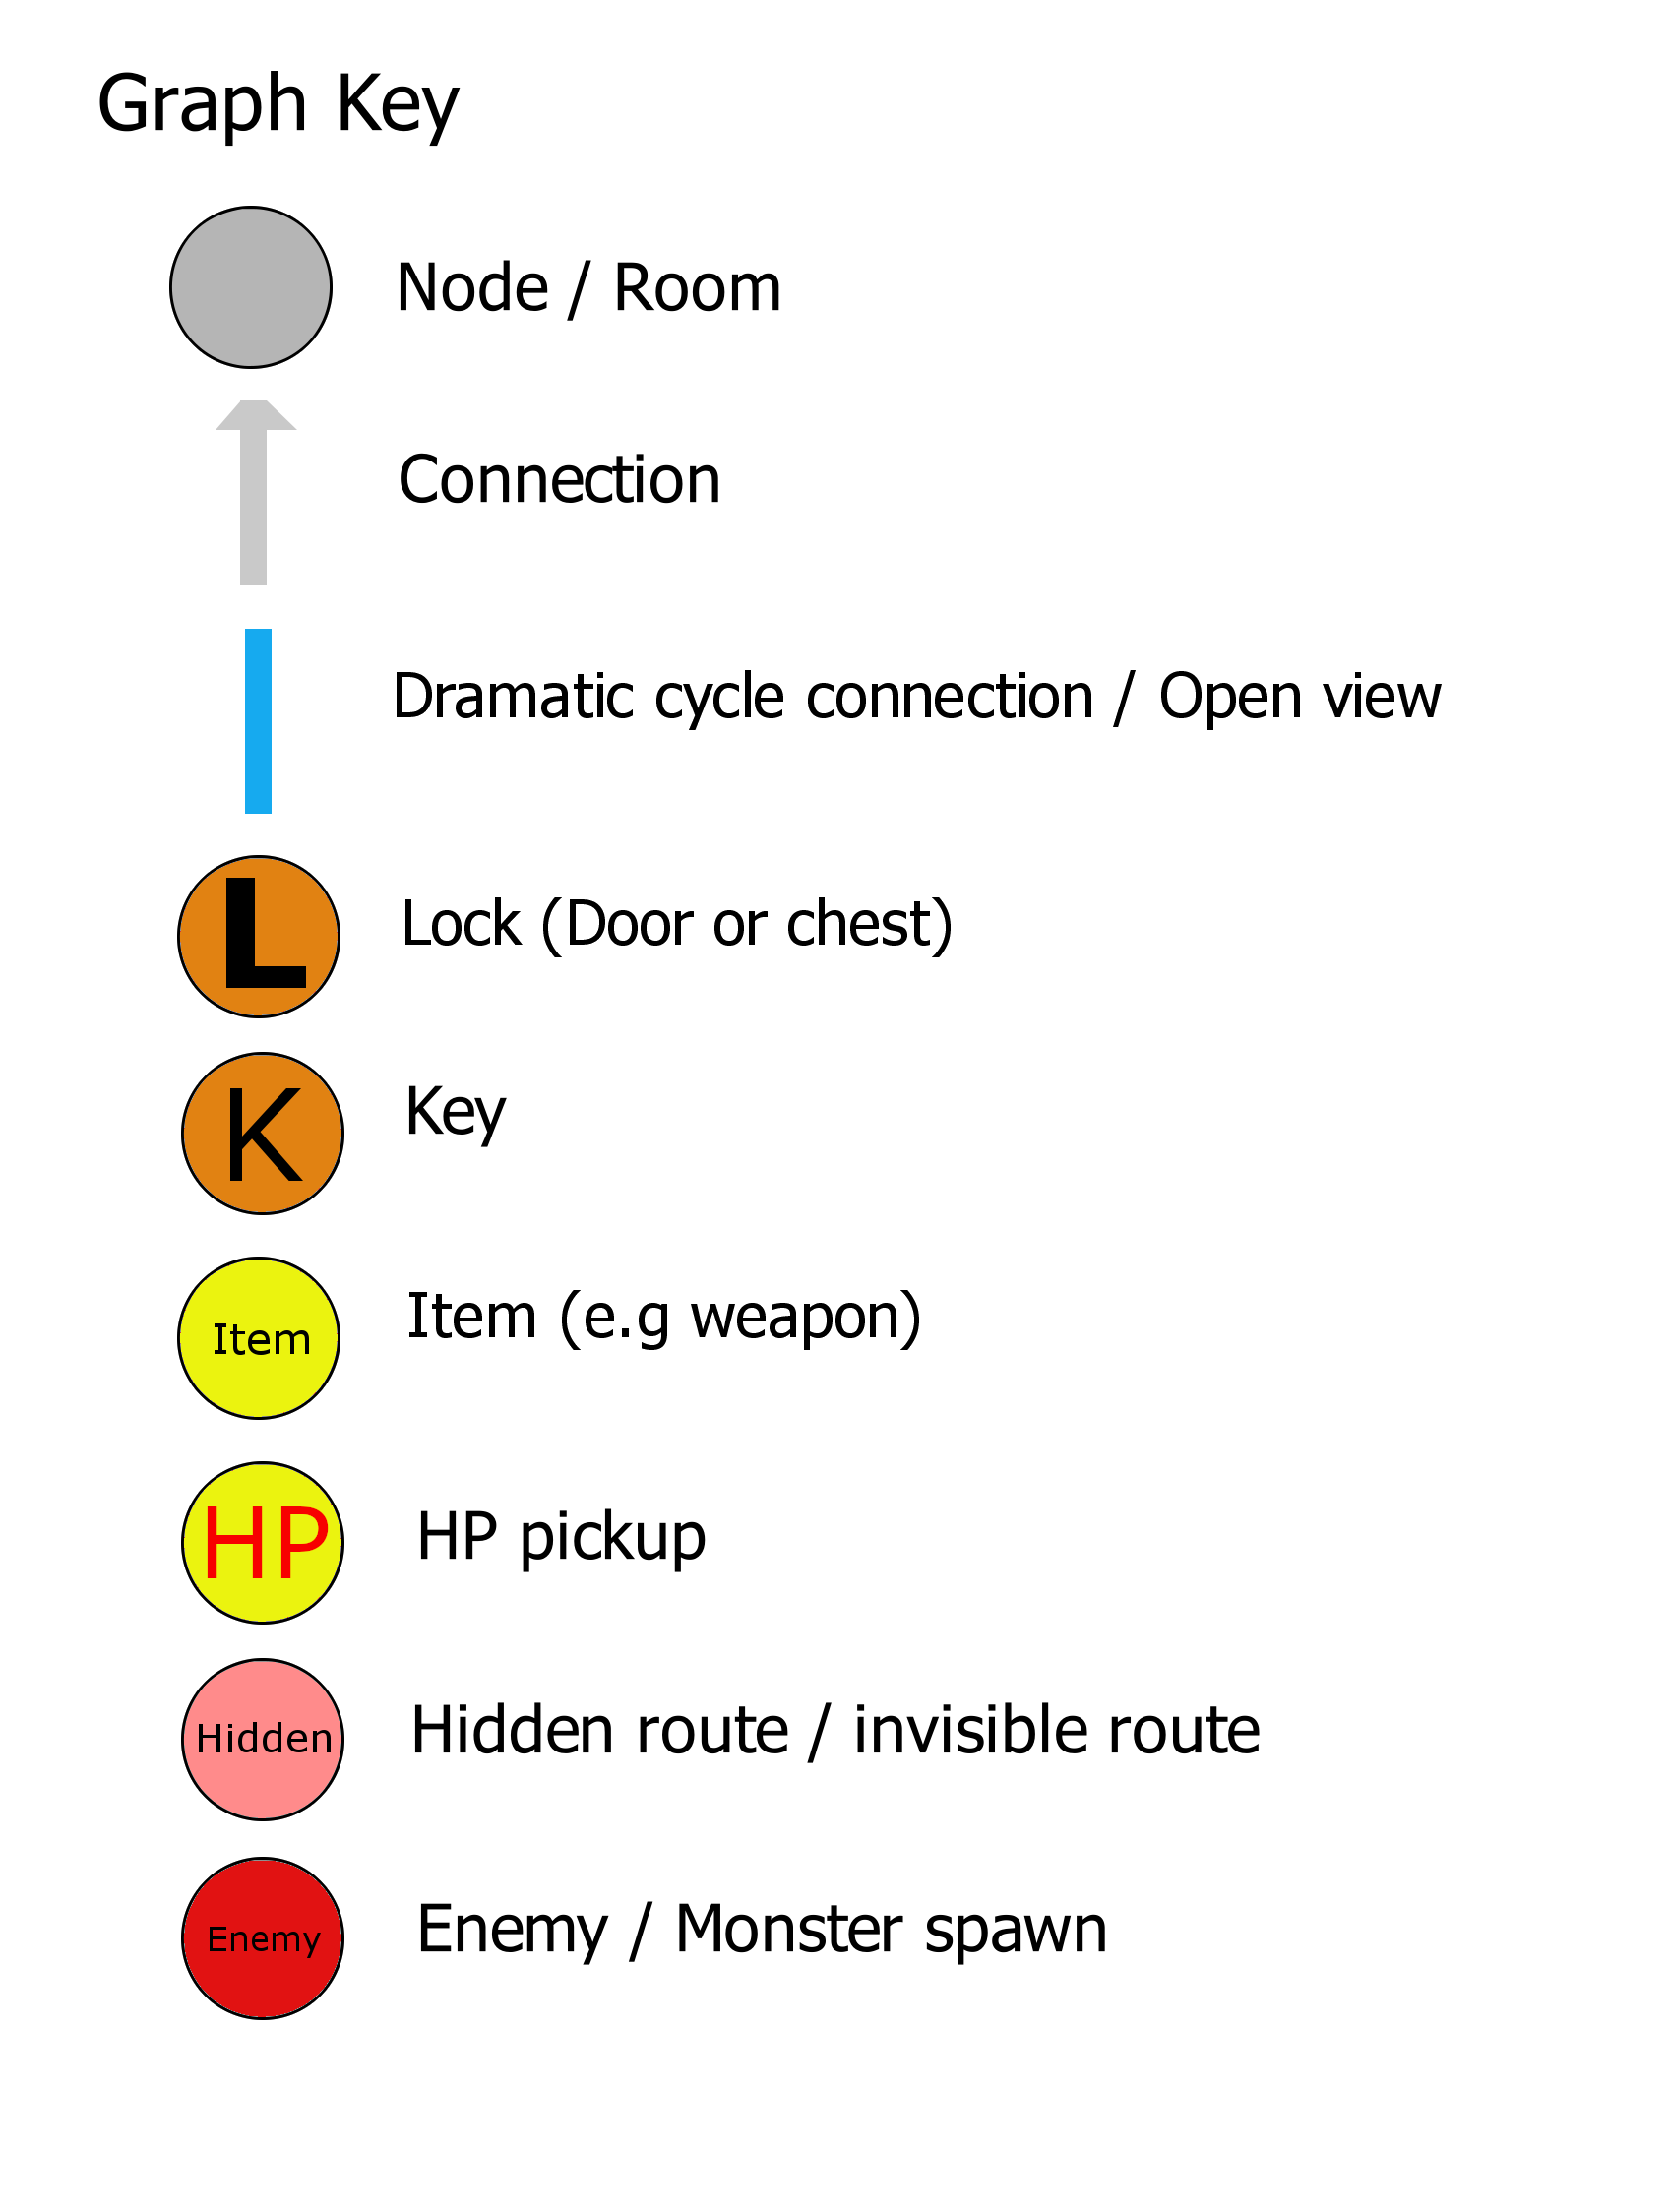 Graph Key
Node / Room
Connection
Dramatic cycle connection / Open view
L Lock (Door or chest)
K Key
Item Item (e.g weapon)
HP HP pickup
Hidden Hidden route / invisible route
Enemy Enemy / Monster spawn